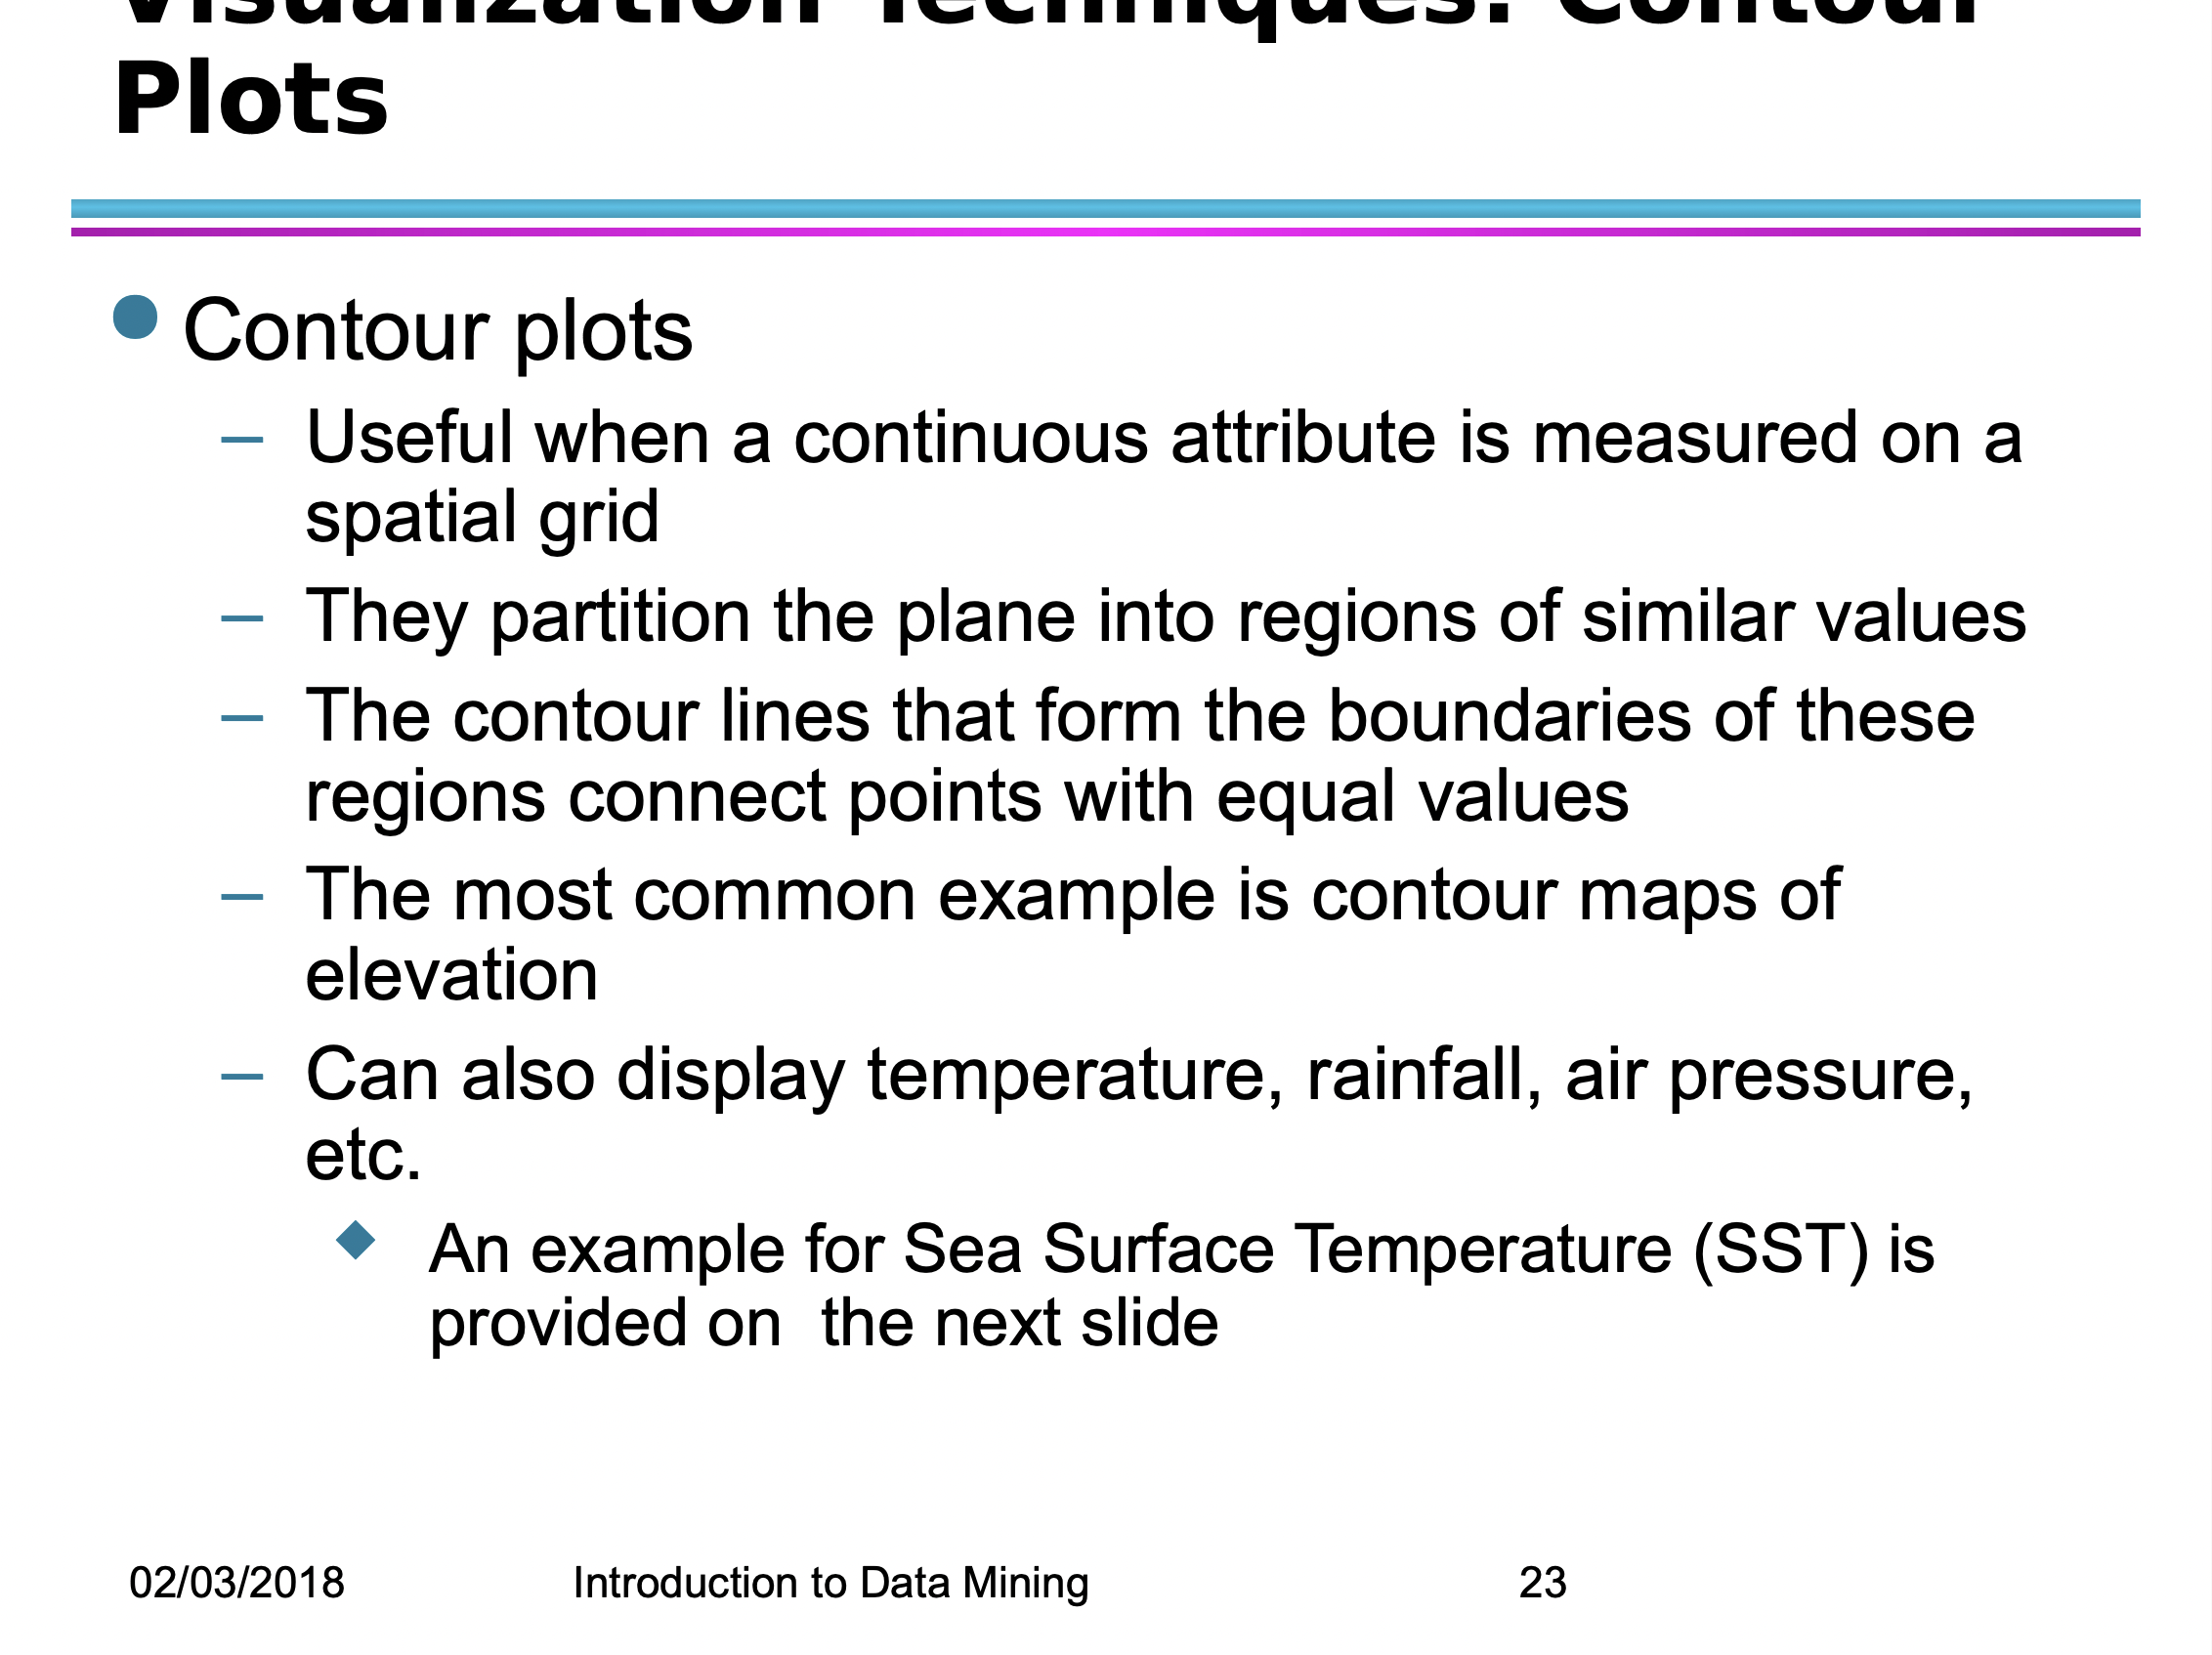 Visualization Techniques: Contour
Plots
Contour plots
– Useful when a continuous attribute is measured on a
spatial grid
– They partition the plane into regions of similar values
– The contour lines that form the boundaries of these
regions connect points with equal values
– The most common example is contour maps of
elevation
– Can also display temperature, rainfall, air pressure,
etc.
An example for Sea Surface Temperature (SST) is
provided on  the next slide
02/03/2018 Introduction to Data Mining 23